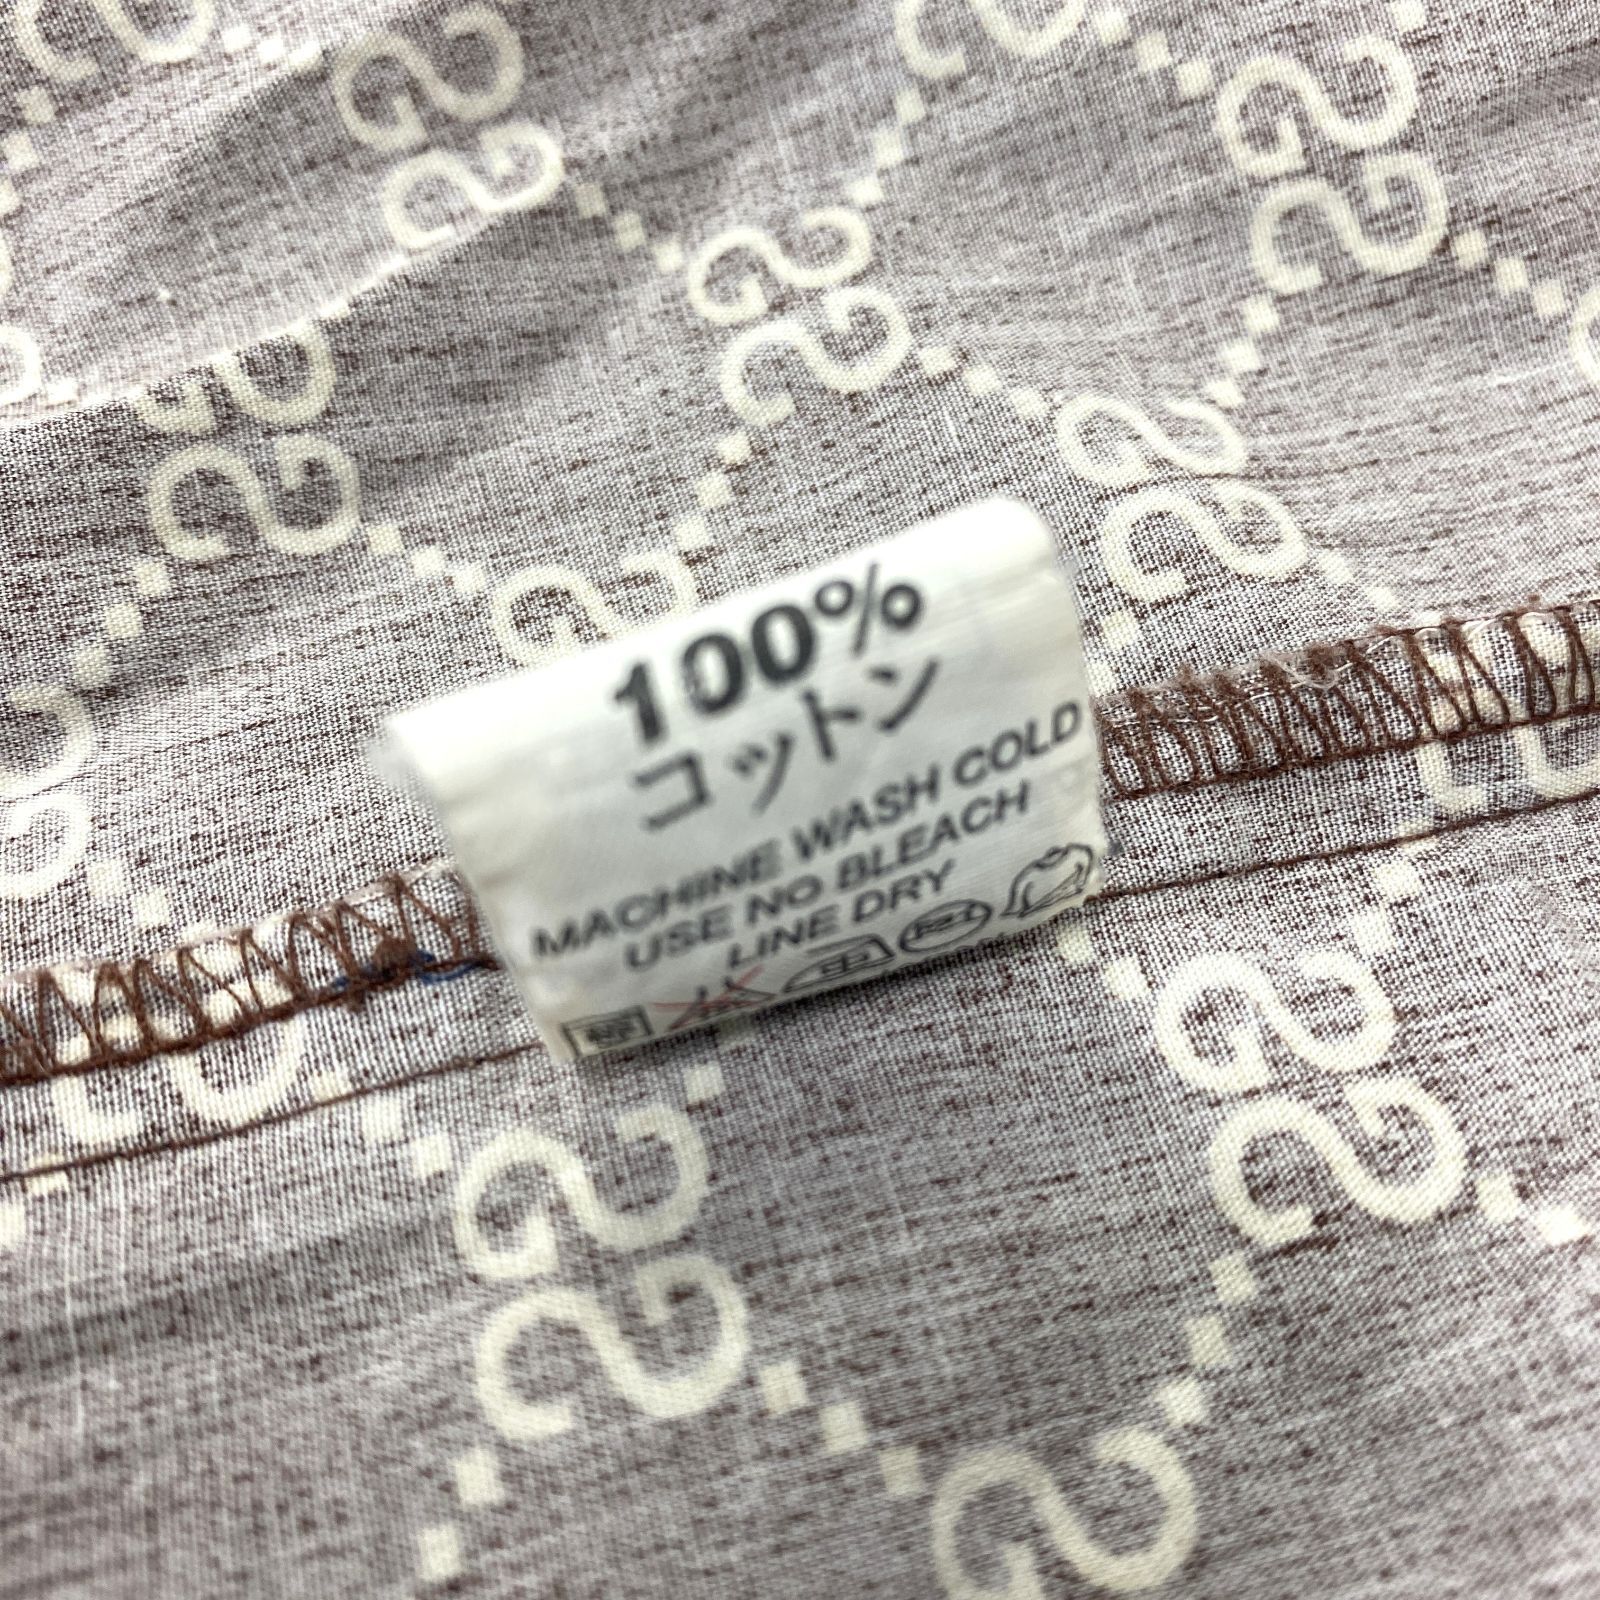 100%
コットン
MACHINE WASH COLD
USE NO BLEACH
LINE DRY